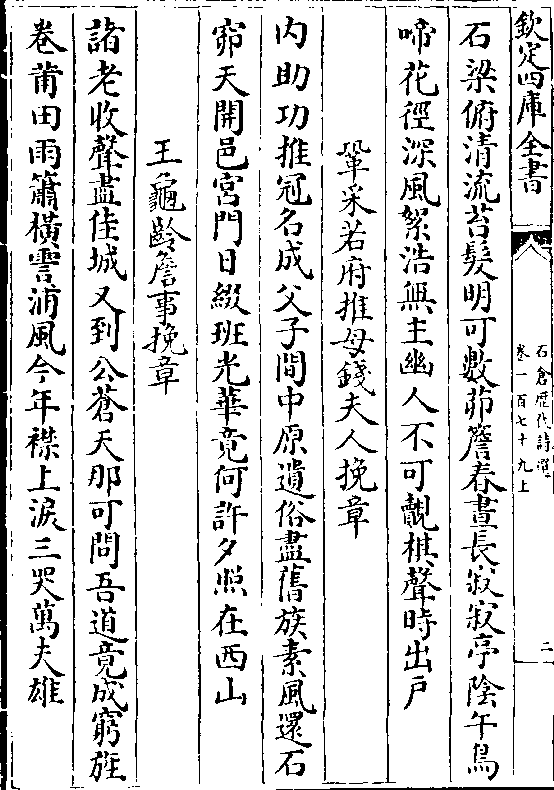 欽定四庫全書
石倉歷代詩選
卷一百七十九上
二
石梁俯清流苔髮明可數茆簷春晝長寂寂亭陰午鳥
啼花徑深風絮浩無主幽人不可覯棋聲時出戶
鞏采若府推母錢夫人挽章
內助功推冠名成父子間中原遺俗盡舊族素風還石
窌天開邑宮門日綴班光華竟何許夕照在西山
王龜齡詹事挽章
諸老收聲盡佳城又到公蒼天那可問吾道竟成窮旌
卷莆田雨簫橫霅浦風今年襟上淚三哭萬夫雄